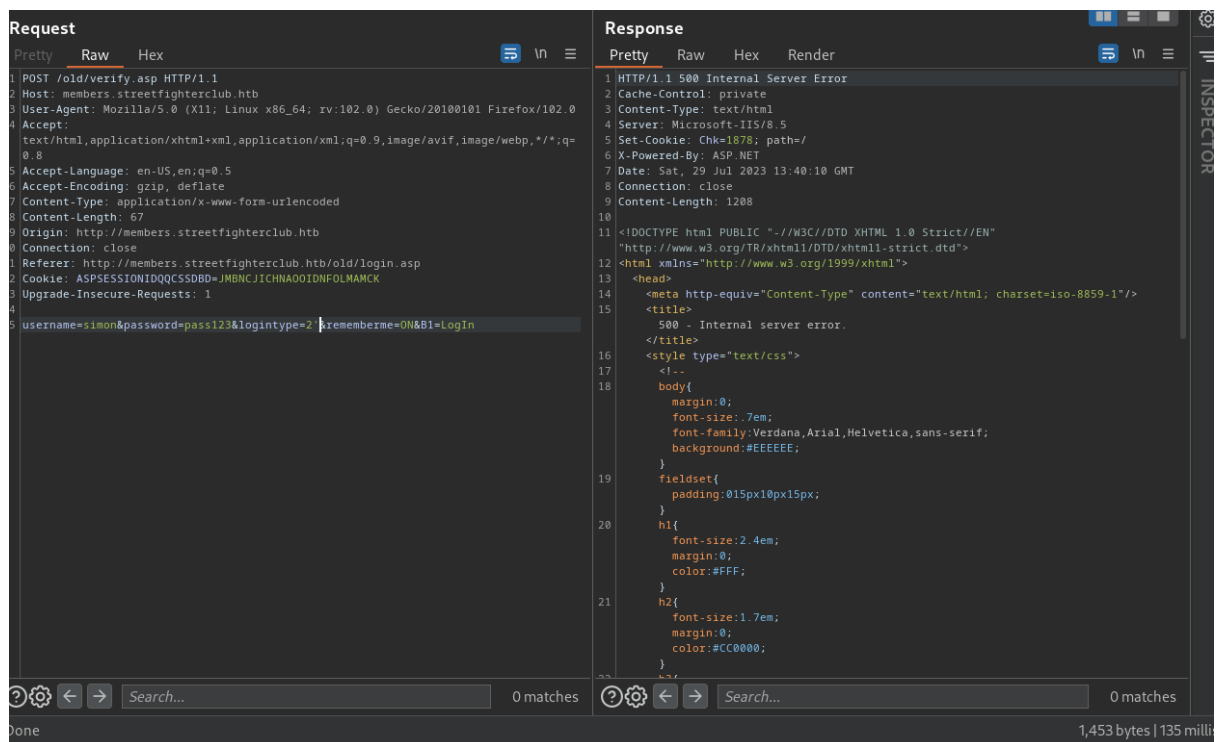 Request
Pretty Raw Hex
\n
1 POST /old/verify.asp HTTP/1.1
2 Host: members.streetfighterclub.htb
3 User-Agent: Mozilla/5.0 (X11; Linux x86_64; rv:102.0) Gecko/20100101 Firefox/102.0
4 Accept:
text/html,application/xhtml+xml,application/xml;q=0.9,image/avif,image/webp,*/*;q=
0.8
5 Accept-Language: en-US,en;q=0.5
6 Accept-Encoding: gzip, deflate
7 Content-Type: application/x-www-form-urlencoded
8 Content-Length: 67
9 Origin: http://members.streetfighterclub.htb
0 Connection: close
1 Referer: http://members.streetfighterclub.htb/old/login.asp
2 Cookie: ASPSESSIONIDQQCSSDBD=JMBNCJICHNAOOIDNFOLMAMCK
3 Upgrade-Insecure-Requests: 1
4
5 username=simon&password=pass123&logintype=2'&rememberme=ON&B1=LogIn
Search...
0 matches
Response
Pretty Raw Hex Render
\n
1 HTTP/1.1 500 Internal Server Error
2 Cache-Control: private
3 Content-Type: text/html
4 Server: Microsoft-IIS/8.5
5 Set-Cookie: Chk=1878; path=/
6 X-Powered-By: ASP.NET
7 Date: Sat, 29 Jul 2023 13:40:10 GMT
8 Connection: close
9 Content-Length: 1208
10
11 <!DOCTYPE html PUBLIC "-//W3C//DTD XHTML 1.0 Strict//EN"
"http://www.w3.org/TR/xhtml1/DTD/xhtml1-strict.dtd">
12 <html xmlns="http://www.w3.org/1999/xhtml">
13 <head>
14 <meta http-equiv="Content-Type" content="text/html; charset=iso-8859-1"/>
15 <title>
500 - Internal server error.
</title>
16 <style type="text/css">
17 <!--
18 body{
margin:0;
font-size:.7em;
font-family:Verdana,Arial,Helvetica,sans-serif;
background:#EEEEEE;
}
19 fieldset{
padding:015px10px15px;
}
20 h1{
font-size:2.4em;
margin:0;
color:#FFF;
}
21 h2{
font-size:1.7em;
margin:0;
color:#CC0000;
}
Search...
0 matches
INSPECTOR
Done
1,453 bytes | 135 milli